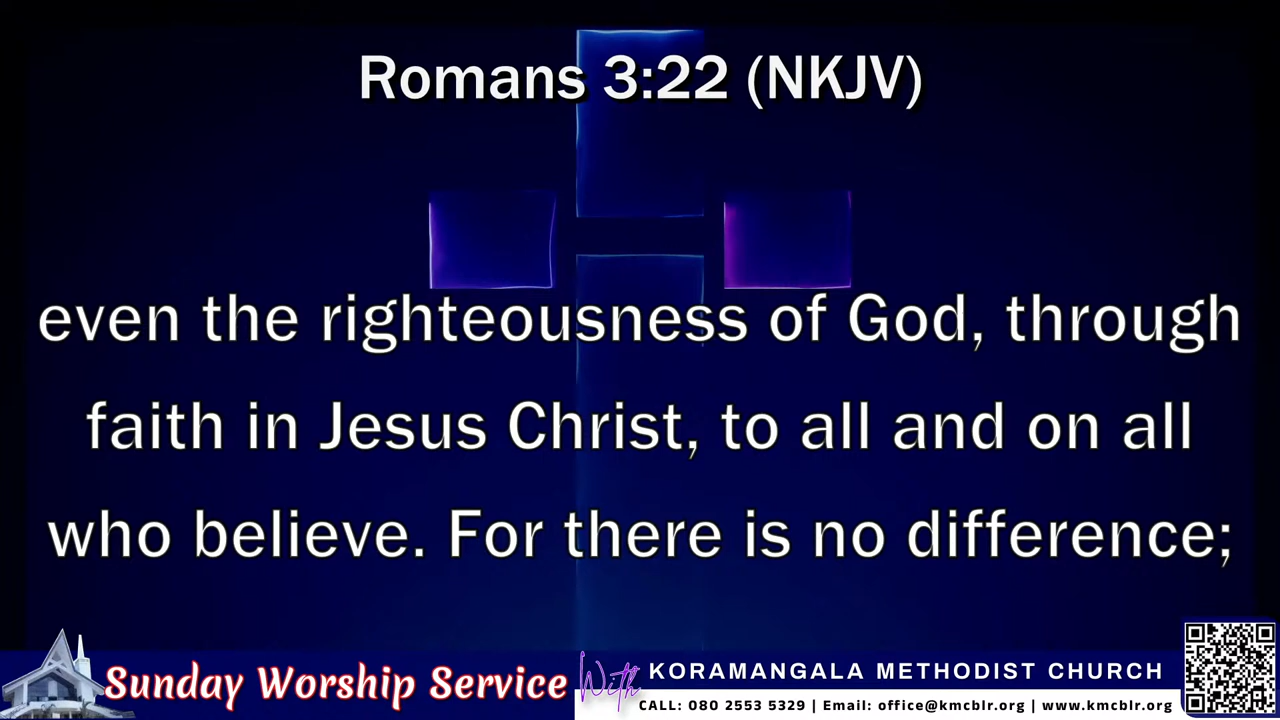 Romans 3:22 (NKJV)
even the righteousness of God, through
faith in Jesus Christ, to all and on all
who believe. For there is no difference;
Sunday Worship Service With KORAMANGALA METHODIST CHURCH
CALL: 080 2553 5329 | Email: office@kmcblr.org | www.kmcblr.org